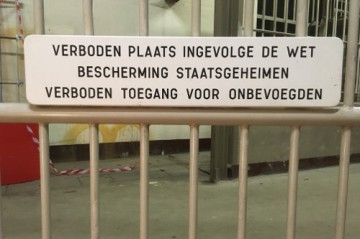 VERBODEN PLAATS INGEVOLGE DE WET
BESCHERMING STAATSGEHEIMEN
VERBODEN TOEGANG VOOR ONBEVOEGDEN